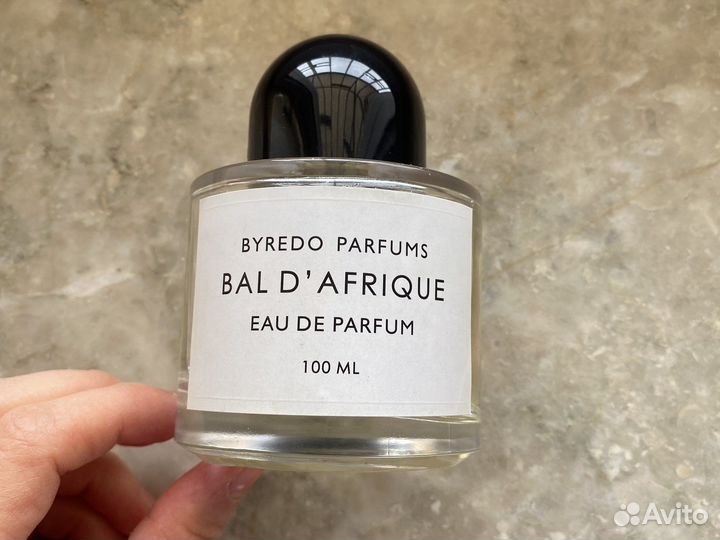 BYREDO PARFUMS
BAL D'AFRIQUE
EAU DE PARFUM
100 ML
Avito